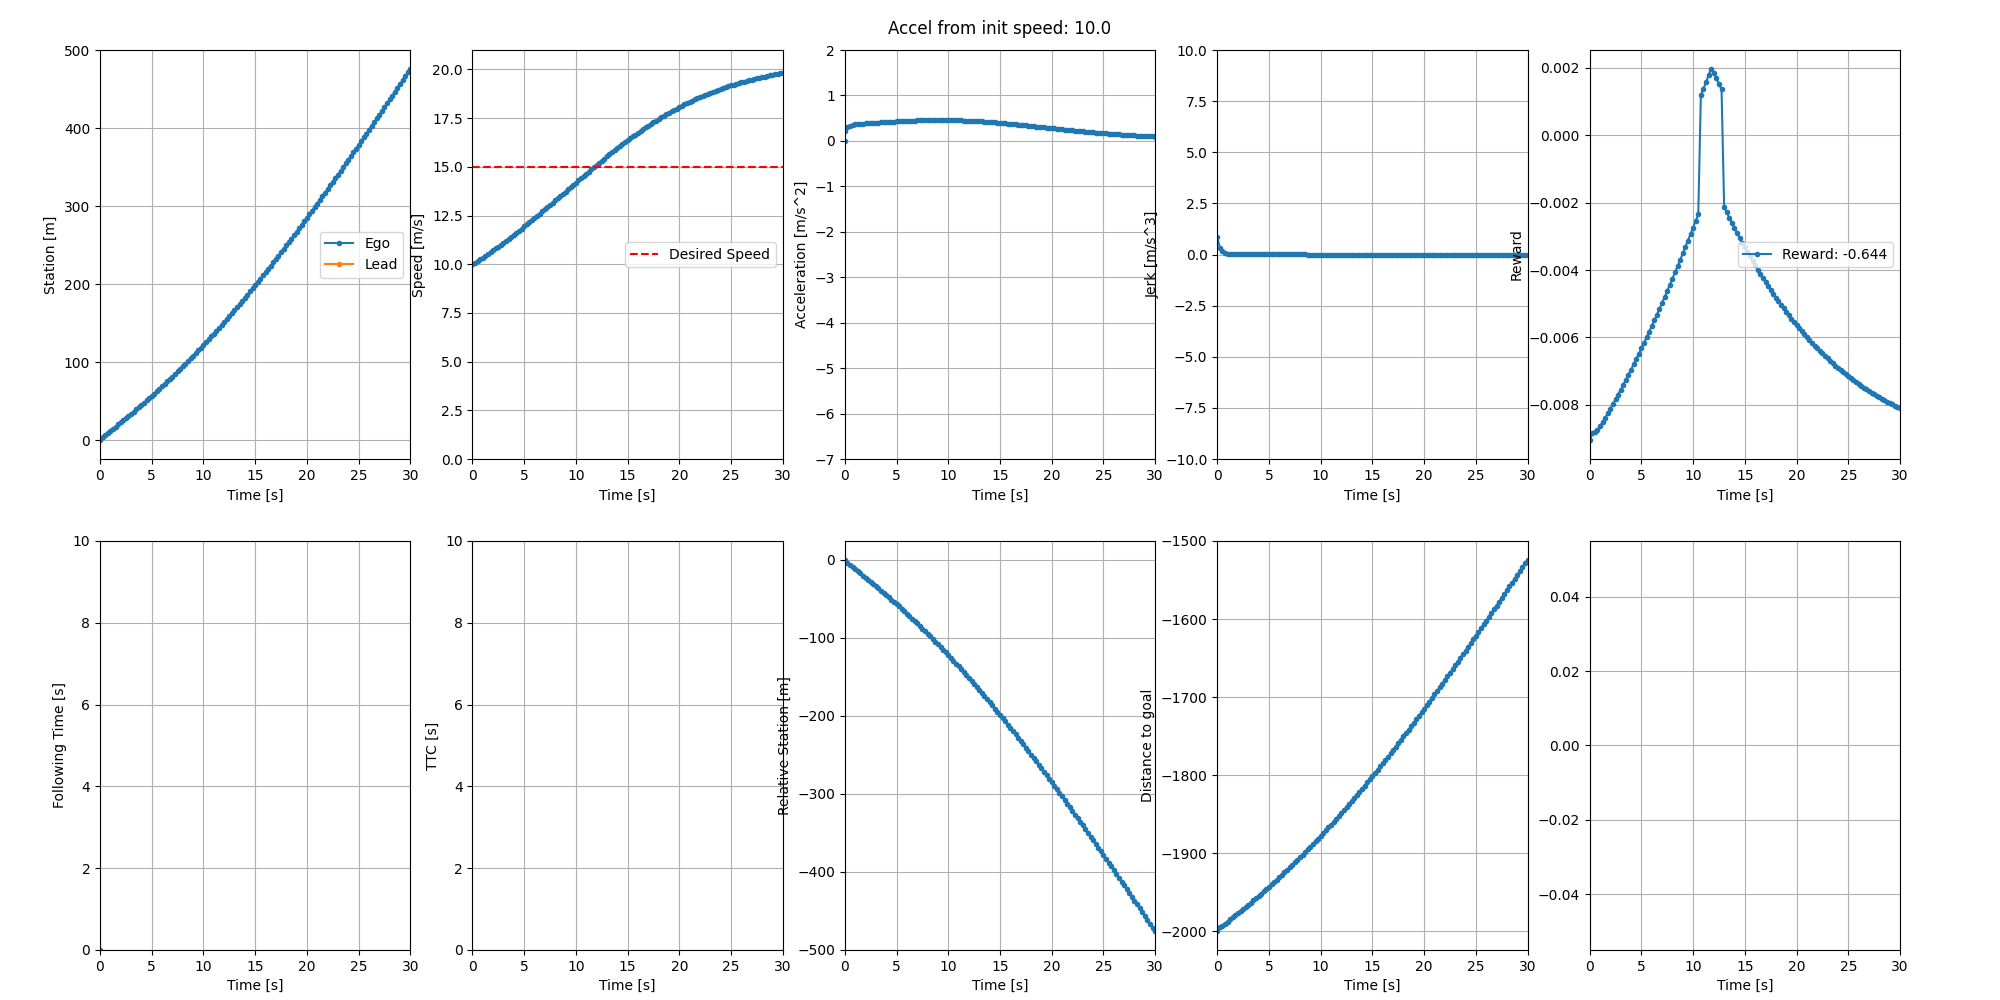 Accel from init speed: 10.0
Station [m]
500
400
300
200
100
0
0 5 10 15 20 25 30
Time [s]
Ego
Lead
Speed [m/s]
20.0
17.5
15.0
12.5
10.0
7.5
5.0
2.5
0.0
0 5 10 15 20 25 30
Time [s]
Desired Speed
Acceleration [m/s^2]
2
1
0
−1
−2
−3
−4
−5
−6
−7
0 5 10 15 20 25 30
Time [s]
Jerk [m/s^3]
10.0
7.5
5.0
2.5
0.0
−2.5
−5.0
−7.5
−10.0
0 5 10 15 20 25 30
Time [s]
Reward
0.002
0.000
−0.002
−0.004
−0.006
−0.008
0 5 10 15 20 25 30
Time [s]
Reward: -0.644
Following Time [s]
10
8
6
4
2
0
0 5 10 15 20 25 30
Time [s]
TTC [s]
10
8
6
4
2
0
0 5 10 15 20 25 30
Time [s]
Relative Station [m]
0
−100
−200
−300
−400
−500
0 5 10 15 20 25 30
Time [s]
Distance to goal
−1500
−1600
−1700
−1800
−1900
−2000
0 5 10 15 20 25 30
Time [s]
0.04
0.02
0.00
−0.02
−0.04
0 5 10 15 20 25 30
Time [s]